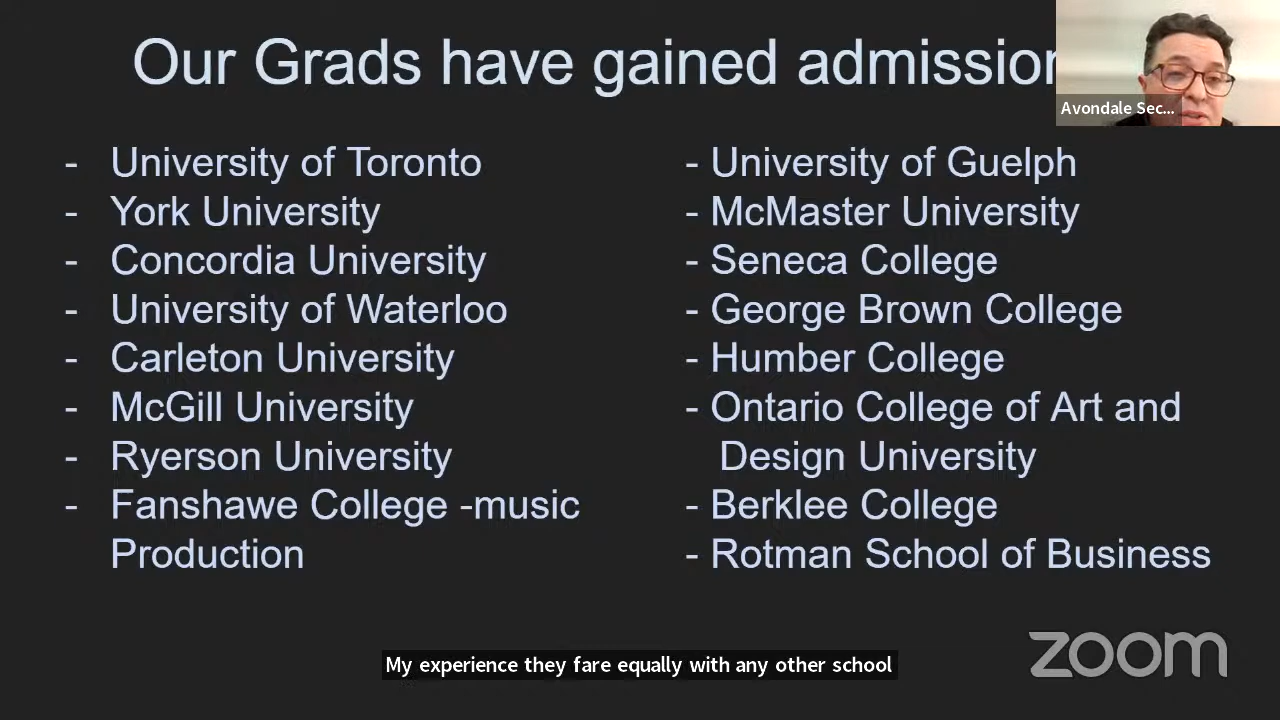 Our Grads have gained admission
Avondale Sec...
- University of Toronto
- York University
- Concordia University
- University of Waterloo
- Carleton University
- McGill University
- Ryerson University
- Fanshawe College -music
Production
- University of Guelph
- McMaster University
- Seneca College
- George Brown College
- Humber College
- Ontario College of Art and
Design University
- Berklee College
- Rotman School of Business
My experience they fare equally with any other school
zoom